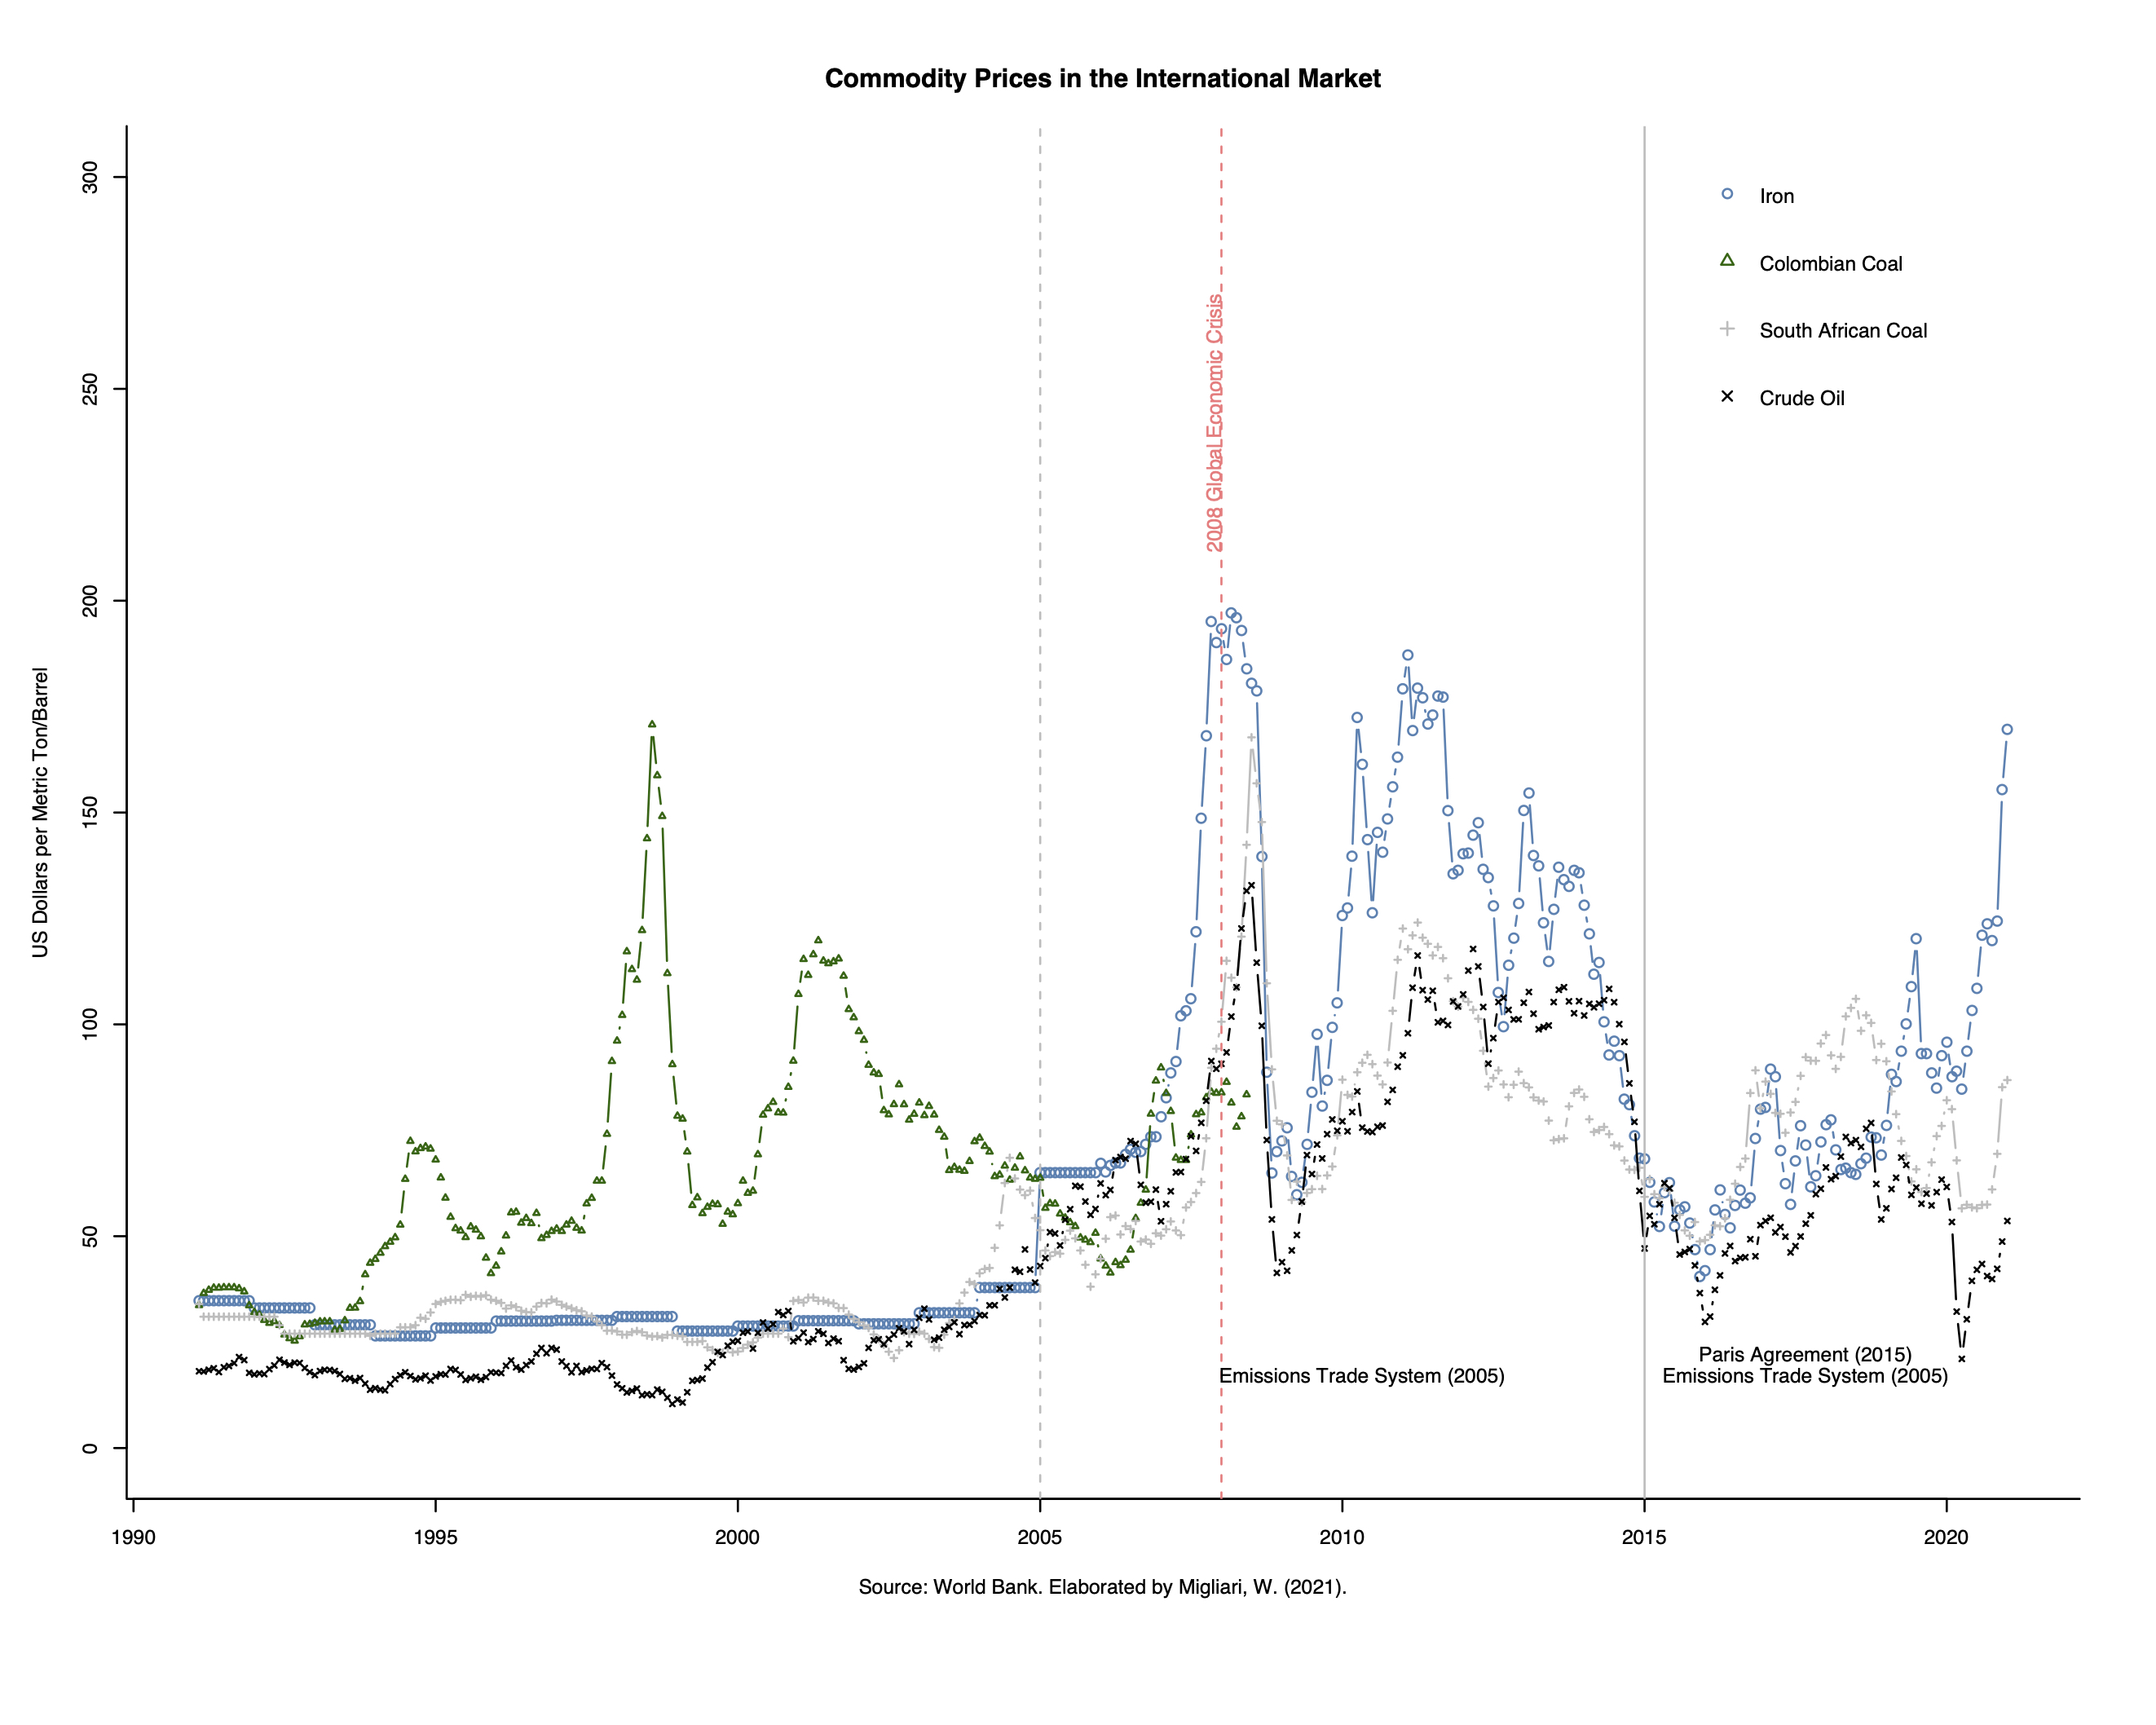 Commodity Prices in the International Market
US Dollars per Metric Ton/Barrel
300
250
200
150
100
50
0
2008 Global Economic Crisis
Iron
Colombian Coal
South African Coal
Crude Oil
Paris Agreement (2015)
Emissions Trade System (2005)
Emissions Trade System (2005)
1990
1995
2000
2005
2010
2015
2020
Source: World Bank. Elaborated by Migliari, W. (2021).